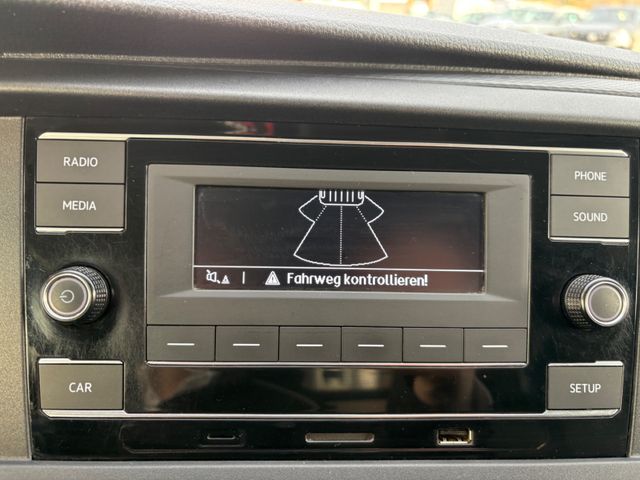 RADIO
PHONE
MEDIA
SOUND
Fahrweg kontrollieren!
CAR
SETUP